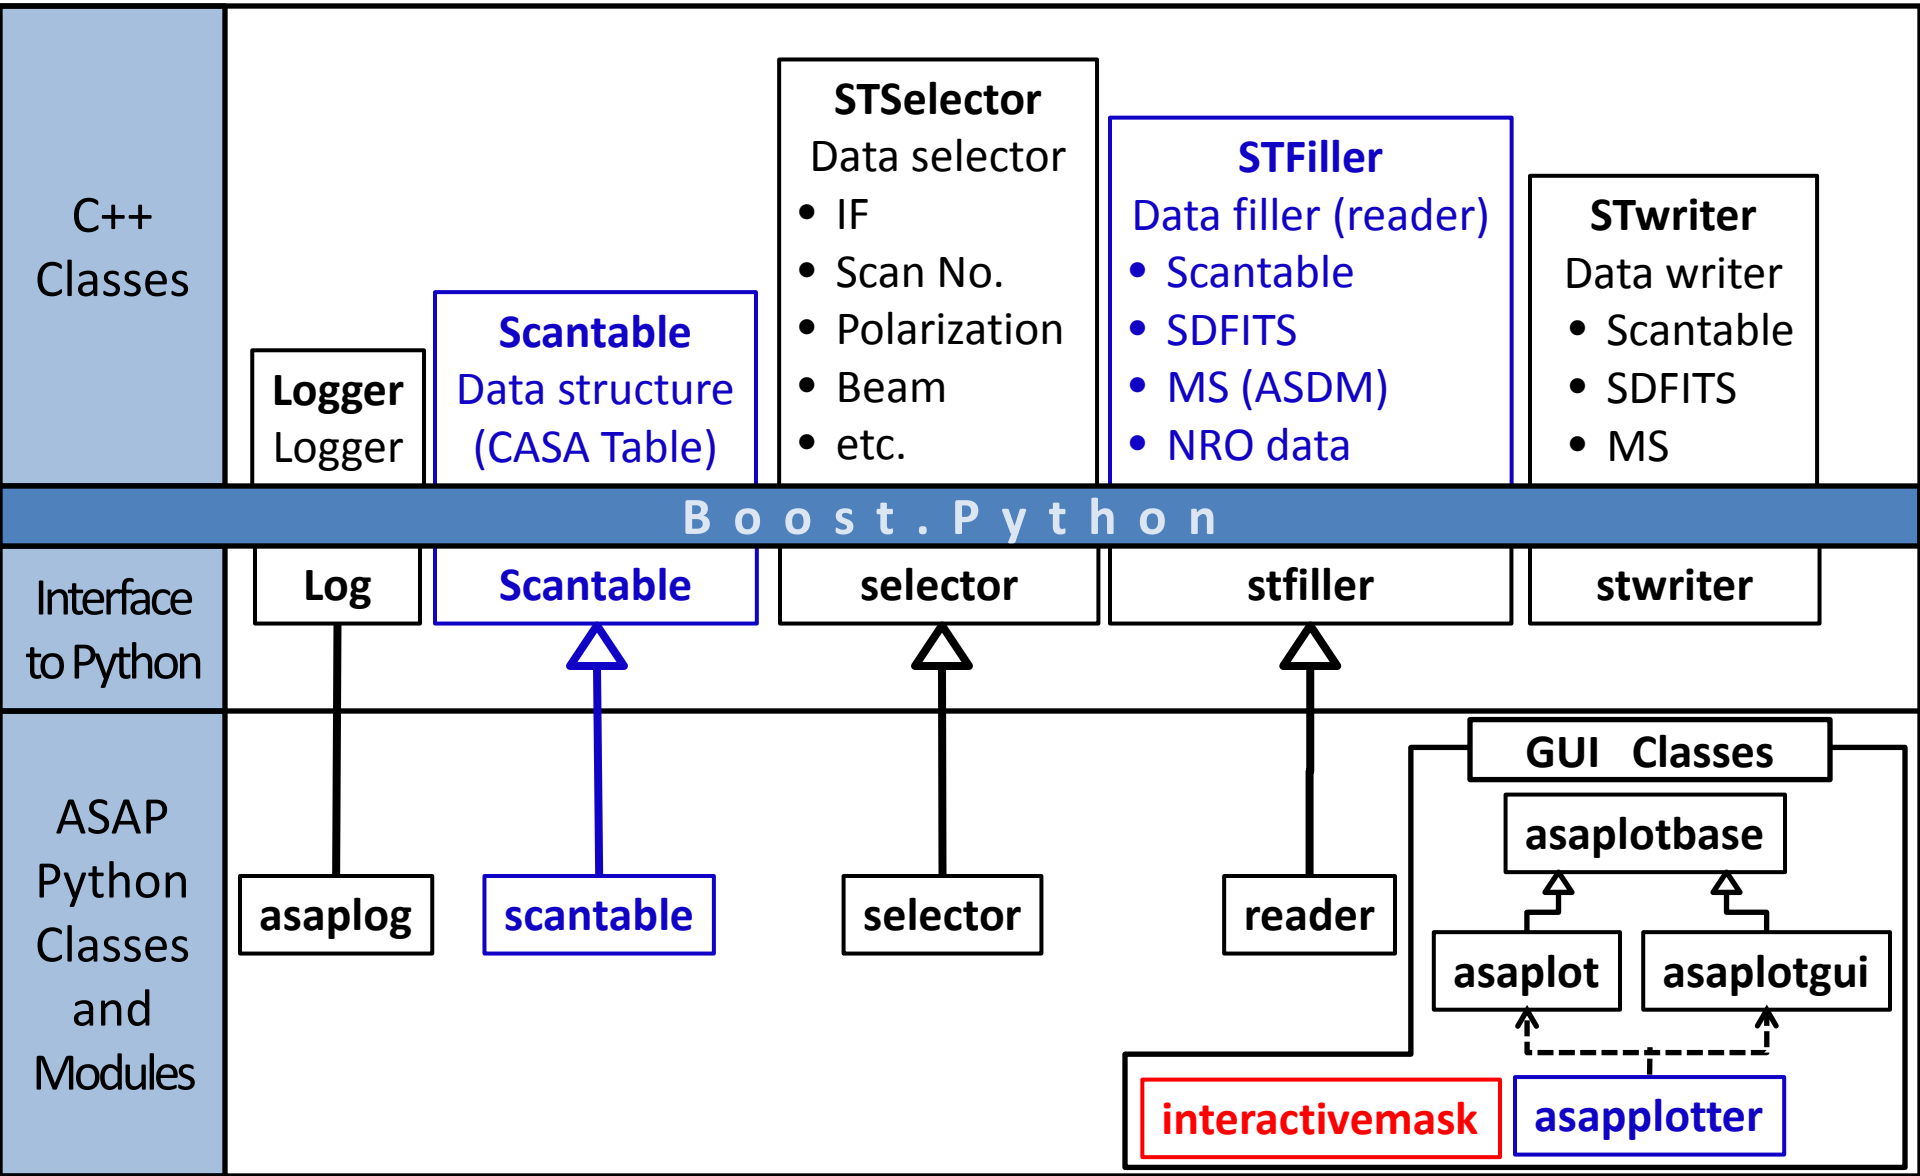 C++
Classes
Logger
Logger
Scantable
Data structure
(CASA Table)
STSelector
Data selector
• IF
• Scan No.
• Polarization
• Beam
• etc.
STFiller
Data filler (reader)
• Scantable
• SDFITS
• MS (ASDM)
• NRO data
STwriter
Data writer
• Scantable
• SDFITS
• MS
Boost.Python
Interface
to Python
Log
Scantable
selector
stfiller
stwriter
ASAP
Python
Classes
and
Modules
asaplog
scantable
selector
reader
GUI Classes
asaplotbase
asaplot
asaplotgui
interactivemask
asapplotter